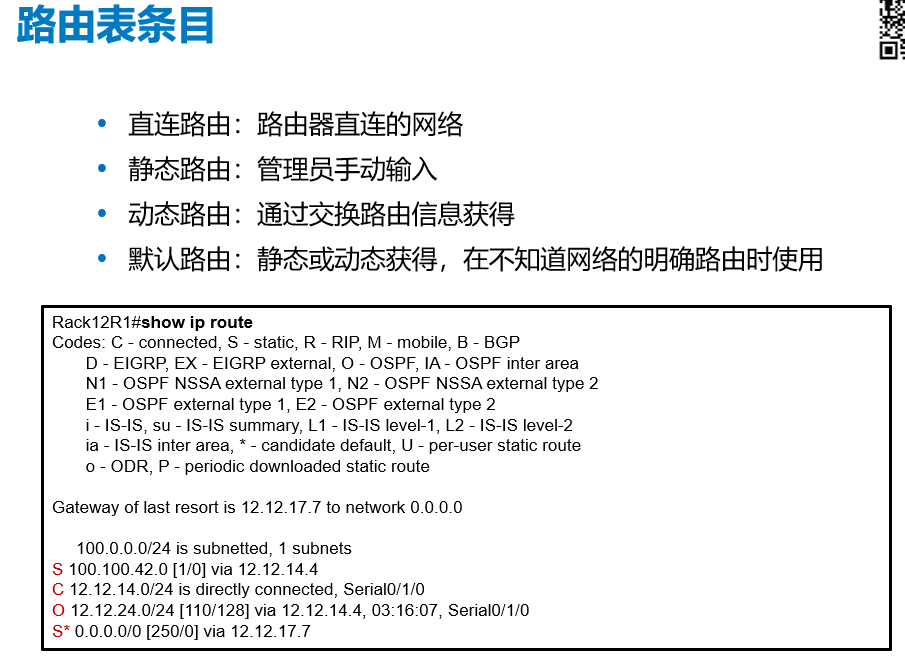 路由表条目
• 直连路由：路由器直连的网络
• 静态路由：管理员手动输入
• 动态路由：通过交换路由信息获得
• 默认路由：静态或动态获得，在不知道网络的明确路由时使用
Rack12R1#show ip route
Codes: C - connected, S - static, R - RIP, M - mobile, B - BGP
D - EIGRP, EX - EIGRP external, O - OSPF, IA - OSPF inter area
N1 - OSPF NSSA external type 1, N2 - OSPF NSSA external type 2
E1 - OSPF external type 1, E2 - OSPF external type 2
i - IS-IS, su - IS-IS summary, L1 - IS-IS level-1, L2 - IS-IS level-2
ia - IS-IS inter area, * - candidate default, U - per-user static route
o - ODR, P - periodic downloaded static route
Gateway of last resort is 12.12.17.7 to network 0.0.0.0
100.0.0.0/24 is subnetted, 1 subnets
S 100.100.42.0 [1/0] via 12.12.14.4
C 12.12.14.0/24 is directly connected, Serial0/1/0
O 12.12.24.0/24 [110/128] via 12.12.14.4, 03:16:07, Serial0/1/0
S* 0.0.0.0/0 [250/0] via 12.12.17.7